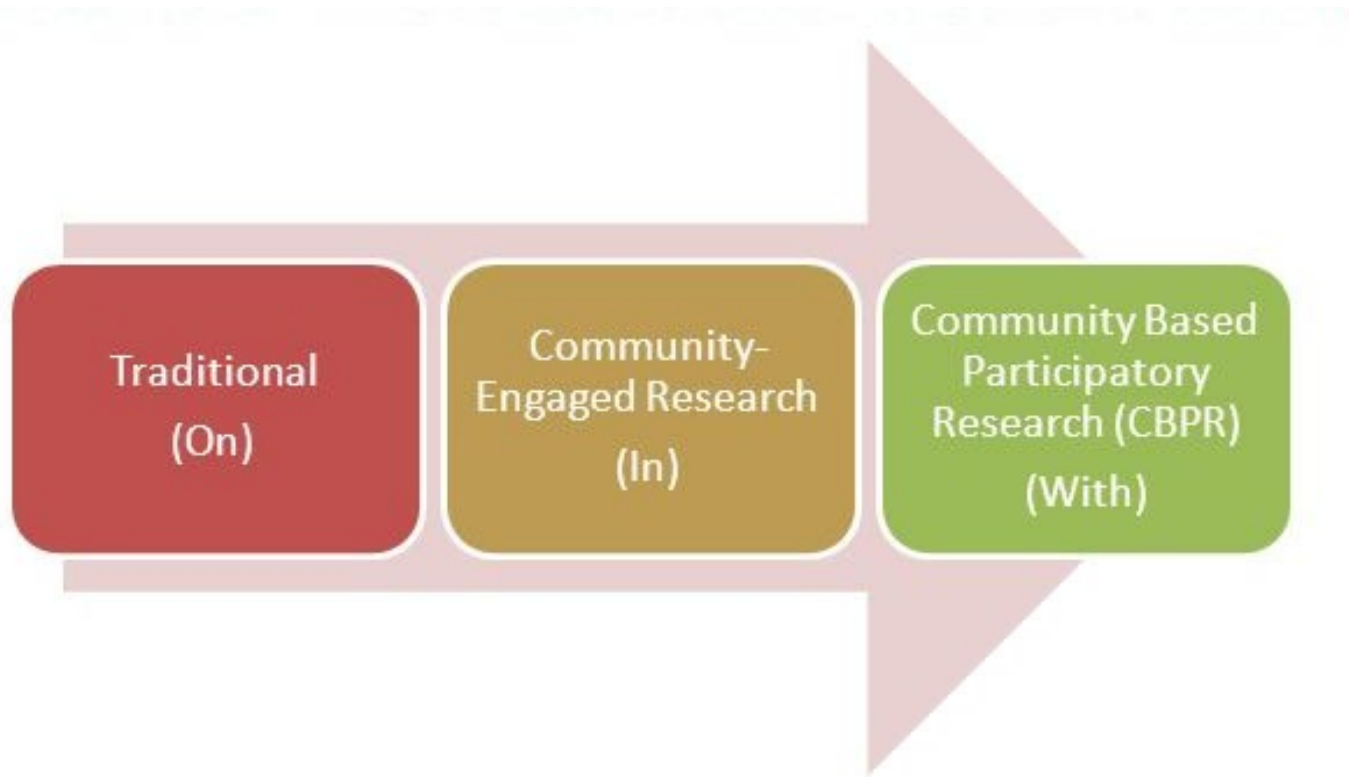 Traditional
(On)
Community-
Engaged Research
(In)
Community Based
Participatory
Research (CBPR)
(With)